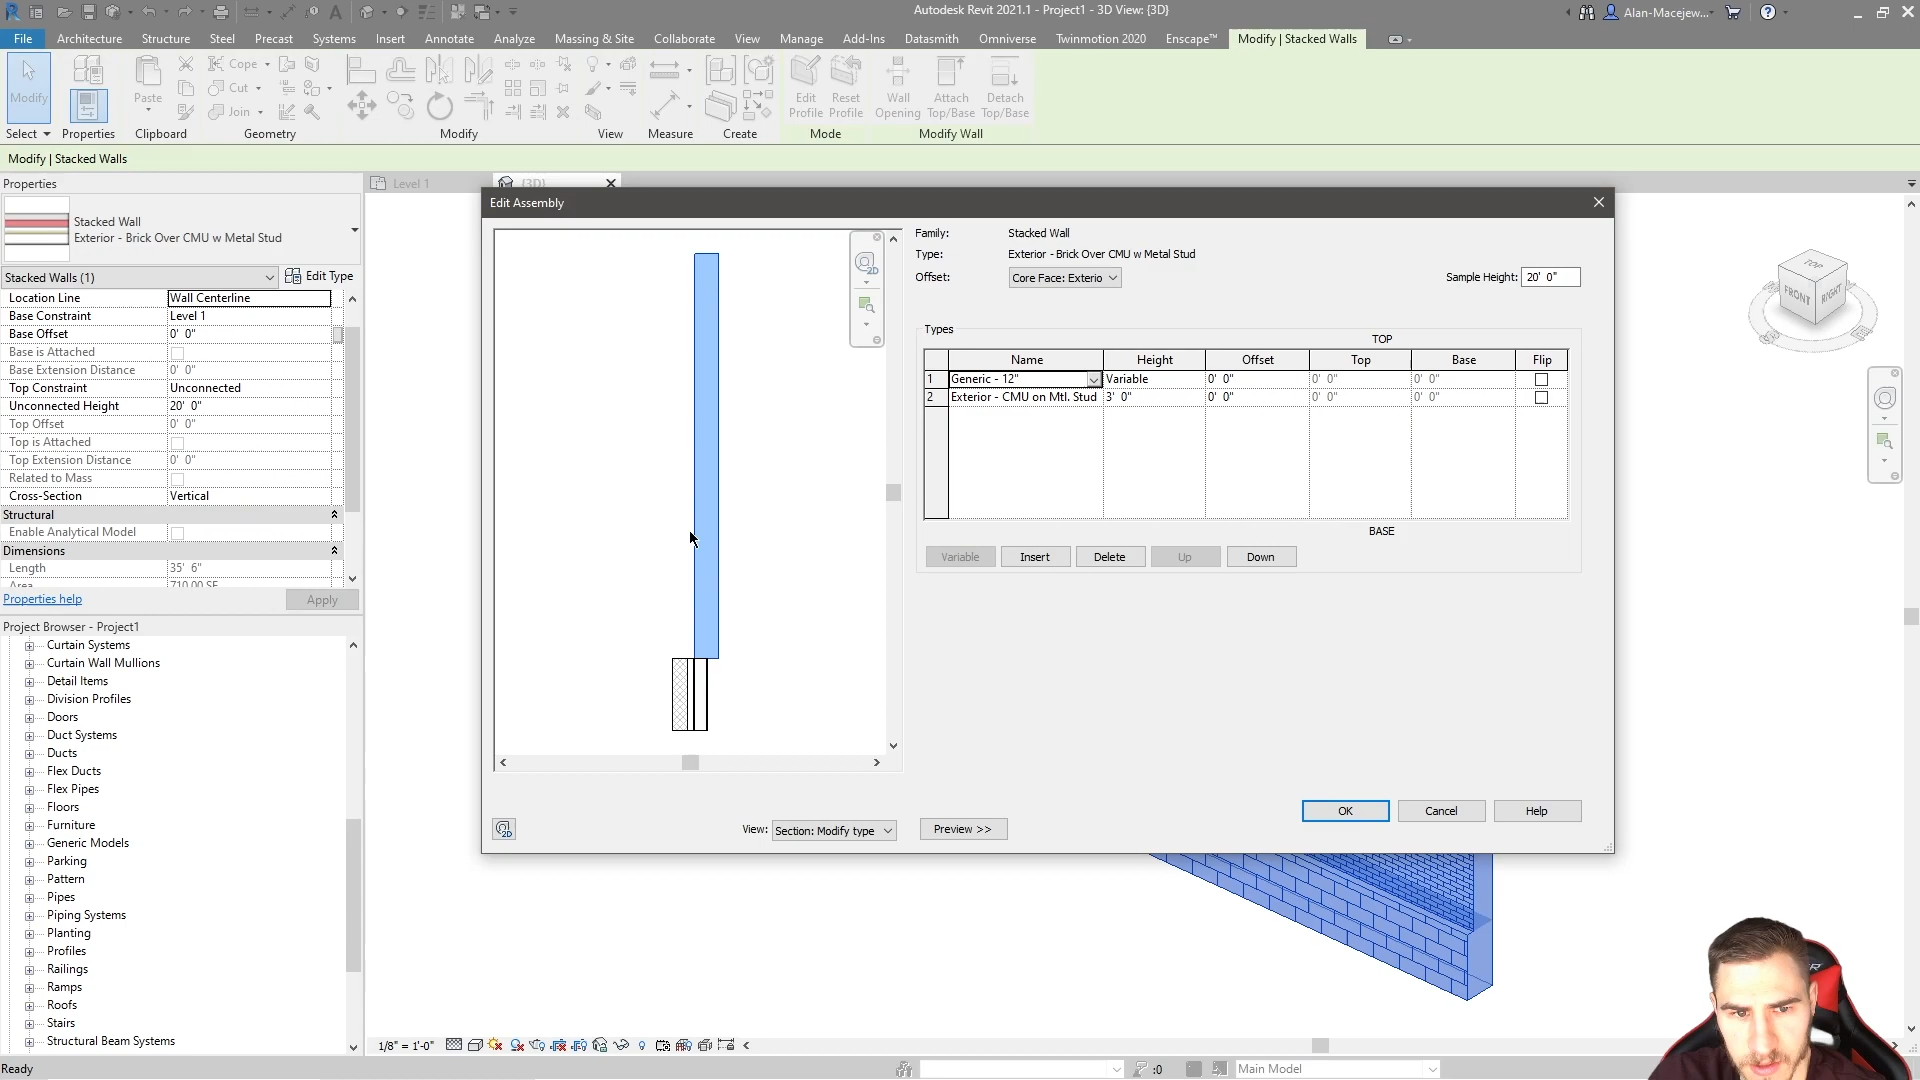 Autodesk Revit 2021.1 - Project1 - 3D View: {3D}
Alan-Macejew...
File Architecture Structure Steel Precast Systems Insert Annotate Analyze Massing & Site Collaborate View Manage Add-Ins Datasmith Omniverse Twinmotion 2020 Enscape™ Modify | Stacked Walls
Modify
Paste
Cope
Cut
Join
Edit Profile
Reset Profile
Wall Opening
Attach Top/Base
Detach Top/Base
Select Properties Clipboard Geometry Modify View Measure Create Mode Modify Wall
Modify | Stacked Walls
Properties
Level 1
{3D}
Stacked Wall
Exterior - Brick Over CMU w Metal Stud
Stacked Walls (1)
Edit Type
Location Line Wall Centerline
Base Constraint Level 1
Base Offset 0' 0"
Base is Attached
Base Extension Distance 0' 0"
Top Constraint Unconnected
Unconnected Height 20' 0"
Top Offset 0' 0"
Top is Attached
Top Extension Distance 0' 0"
Related to Mass
Cross-Section Vertical
Structural
Enable Analytical Model
Dimensions
Length 35' 6"
Area 710.00 SF
Properties help
Apply
Project Browser - Project1
Curtain Systems
Curtain Wall Mullions
Detail Items
Division Profiles
Doors
Duct Systems
Ducts
Flex Ducts
Flex Pipes
Floors
Furniture
Generic Models
Parking
Pattern
Pipes
Piping Systems
Planting
Profiles
Railings
Ramps
Roofs
Stairs
Structural Beam Systems
Edit Assembly
Family: Stacked Wall
Type: Exterior - Brick Over CMU w Metal Stud
Offset: Core Face: Exterio
Sample Height: 20' 0"
Types
TOP
Name Height Offset Top Base Flip
1 Generic - 12" Variable 0' 0" 0' 0" 0' 0"
2 Exterior - CMU on Mtl. Stud 3' 0" 0' 0" 0' 0" 0' 0"
BASE
Variable Insert Delete Up Down
OK Cancel Help
View: Section: Modify type
Preview >>
2D
2D
TOP
FRONT
RIGHT
1/8" = 1'-0"
Ready
:0
Main Model